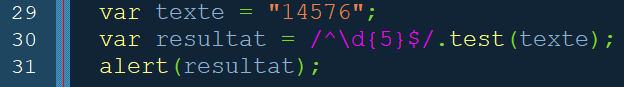 29 var texte = "14576";
30 var resultat = /^\d{5}$/.test(texte);
31 alert(resultat);